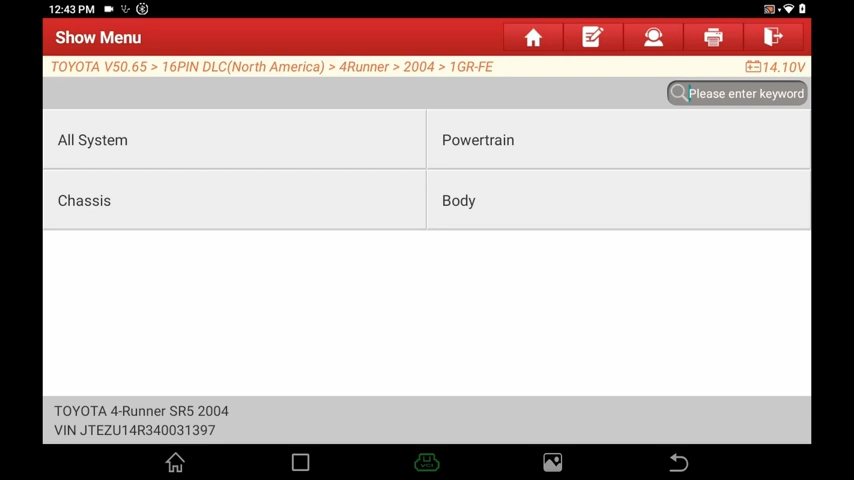 12:43 PM
Show Menu
TOYOTA V50.65 > 16PIN DLC(North America) > 4Runner > 2004 > 1GR-FE
14.10V
Please enter keyword
All System
Powertrain
Chassis
Body
TOYOTA 4-Runner SR5 2004
VIN JTEZU14R340031397
VCI